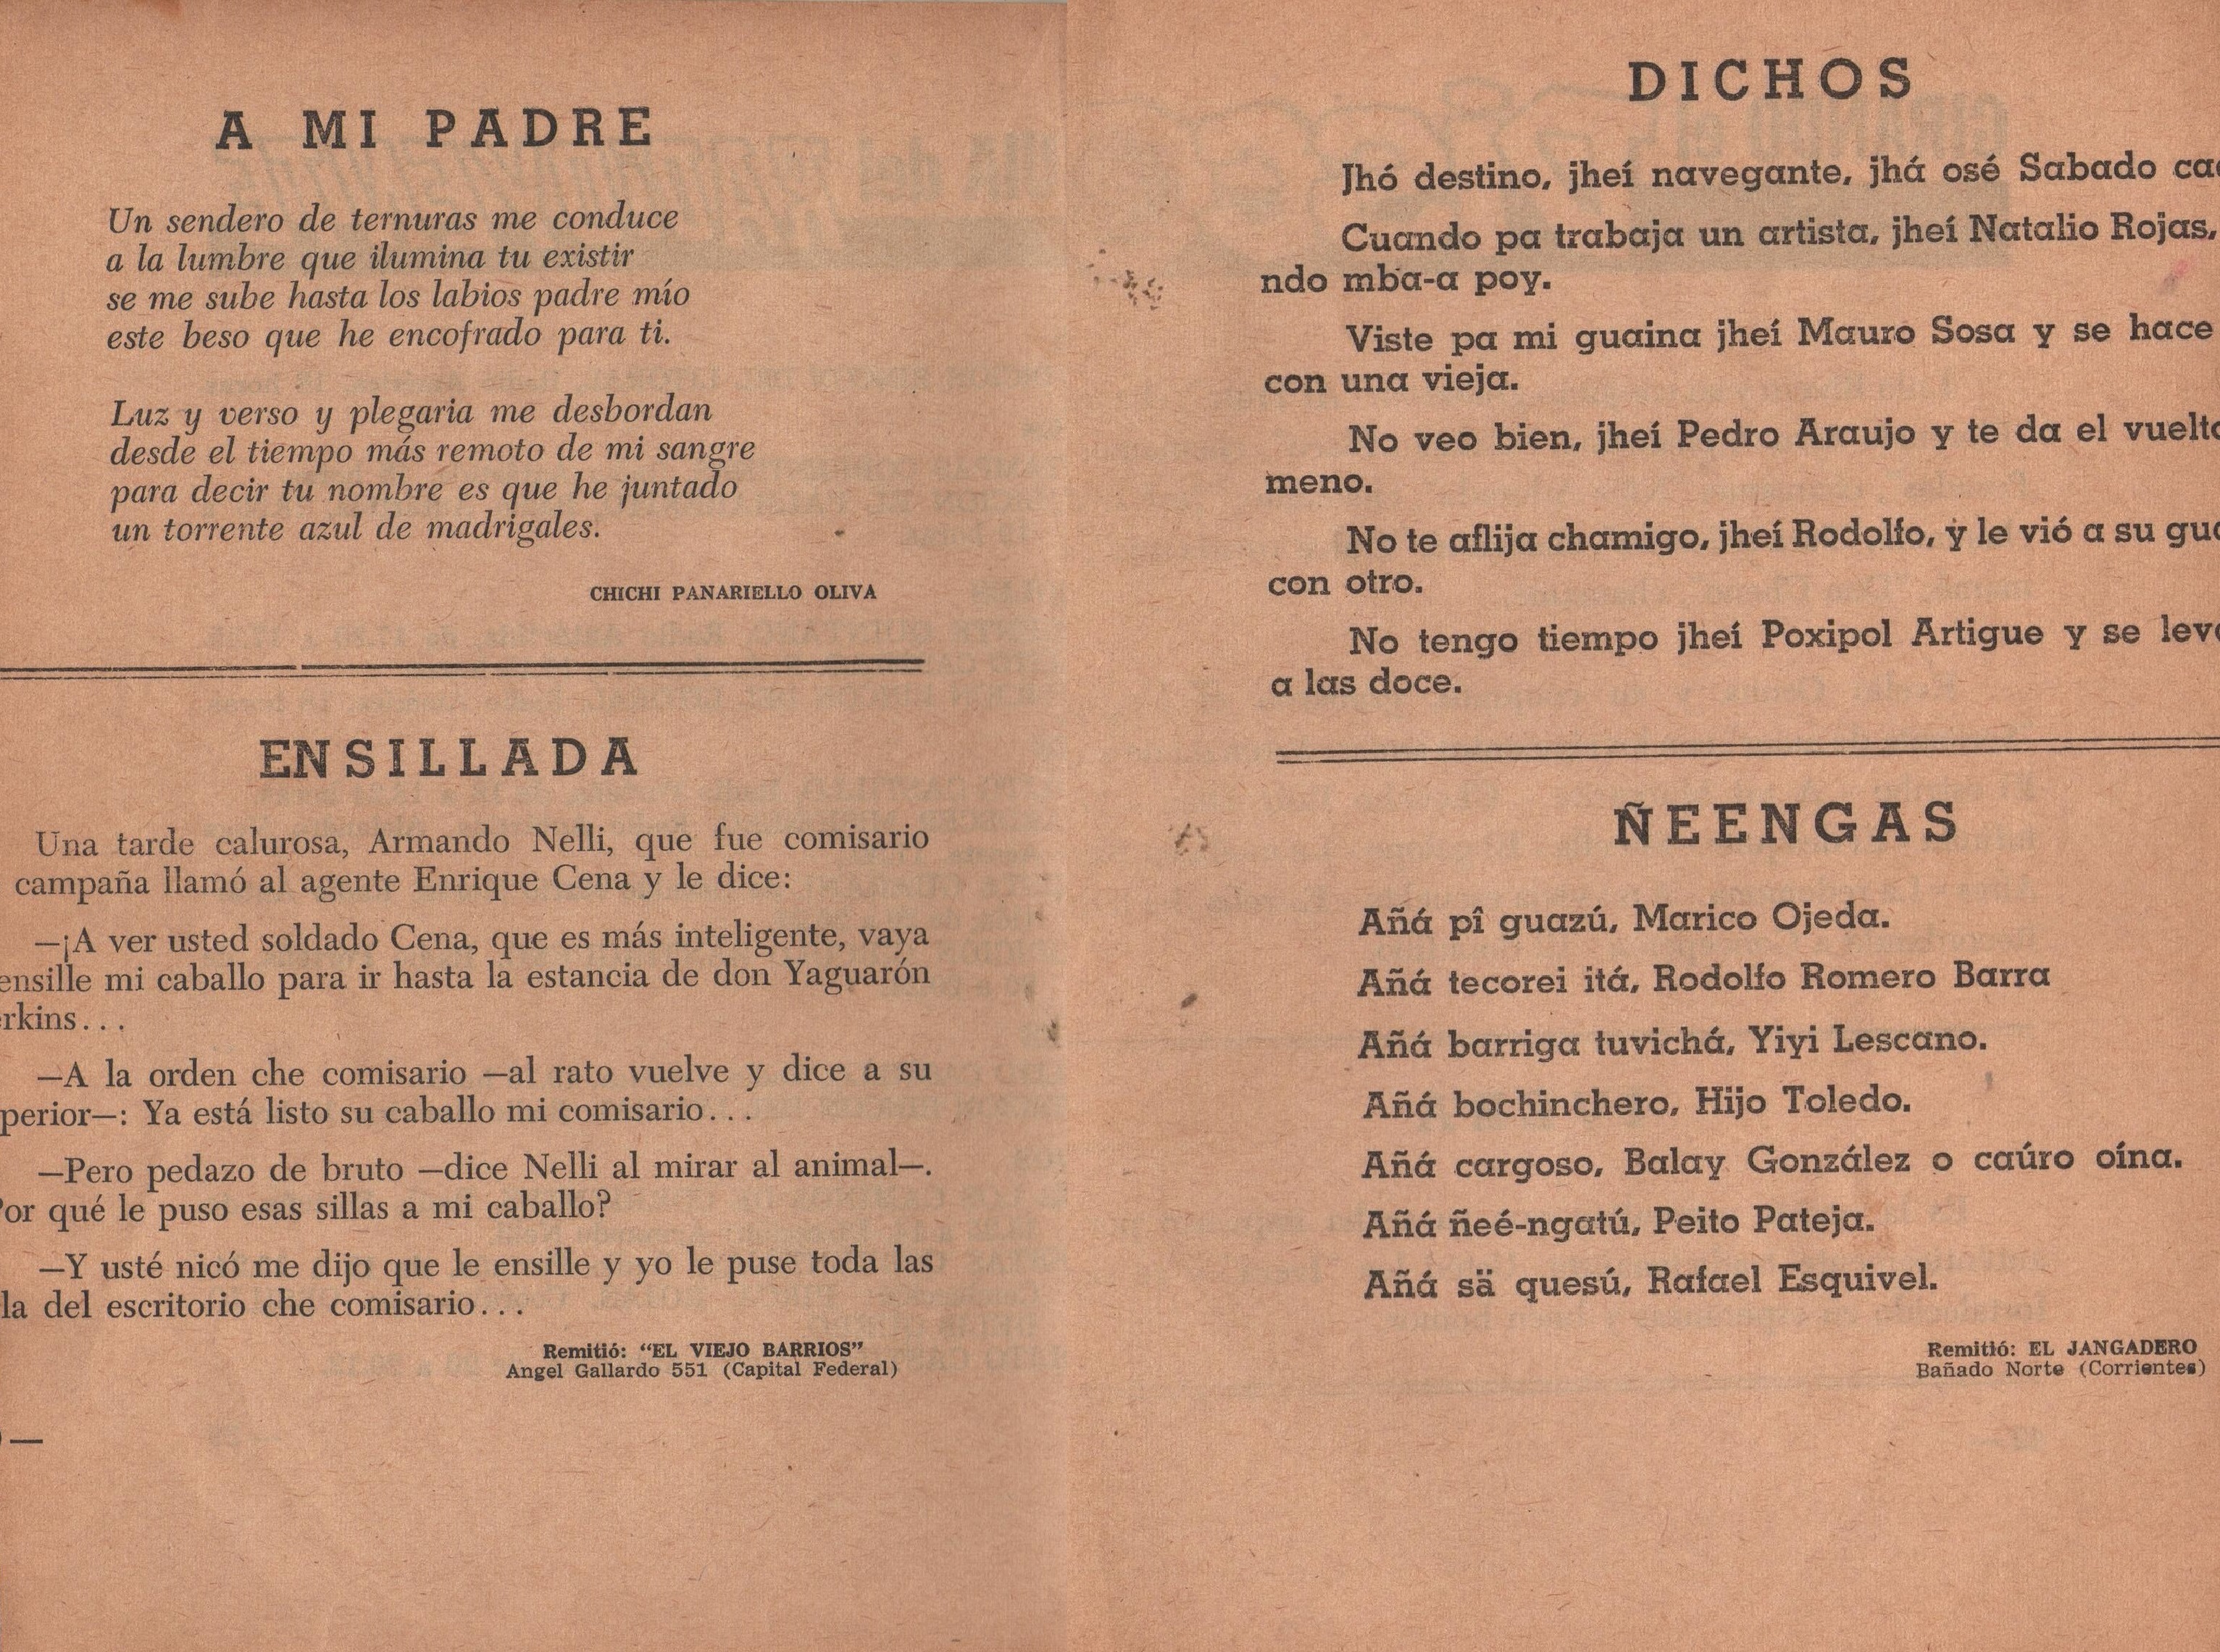 A MI PADRE
Un sendero de ternuras me conduce
a la lumbre que ilumina tu existir
se me sube hasta los labios padre mío
este beso que he encofrado para ti.
Luz y verso y plegaria me desbordan
desde el tiempo más remoto de mi sangre
para decir tu nombre es que he juntado
un torrente azul de madrigales.
CHICHI PANARIELLO OLIVA
ENSILLADA
Una tarde calurosa, Armando Nelli, que fue comisario
campaña llamó al agente Enrique Cena y le dice:
—¡A ver usted soldado Cena, que es más inteligente, vaya
ensille mi caballo para ir hasta la estancia de don Yaguarón
rkins...
—A la orden che comisario —al rato vuelve y dice a su
perior—: Ya está listo su caballo mi comisario...
—Pero pedazo de bruto —dice Nelli al mirar al animal—.
Por qué le puso esas sillas a mi caballo?
—Y usté nicó me dijo que le ensille y yo le puse toda las
la del escritorio che comisario...
Remitió: “EL VIEJO BARRIOS”
Angel Gallardo 551 (Capital Federal)
DICHOS
Jhó destino, jheí navegante, jhá osé Sabado
Cuando pa trabaja un artista, jheí Natalio Rojas,
ndo mba-a poy.
Viste pa mi guaina jheí Mauro Sosa y se hace
con una vieja.
No veo bien, jheí Pedro Araujo y te da el vuelto
meno.
No te aflija chamigo, jheí Rodolfo, y le vió a su
con otro.
No tengo tiempo jheí Poxipol Artigue y se
a las doce.
ÑEENGAS
Añá pî guazú, Marico Ojeda.
Añá tecorei itá, Rodolfo Romero Barra
Añá barriga tuvichá, Yiyi Lescano.
Añá bochinchero, Hijo Toledo.
Añá cargoso, Balay González o caúro oína.
Añá ñeé-ngatú, Peito Pateja.
Añá sä quesú, Rafael Esquivel.
Remitió: EL JANGADERO
Bañado Norte (Corrientes)